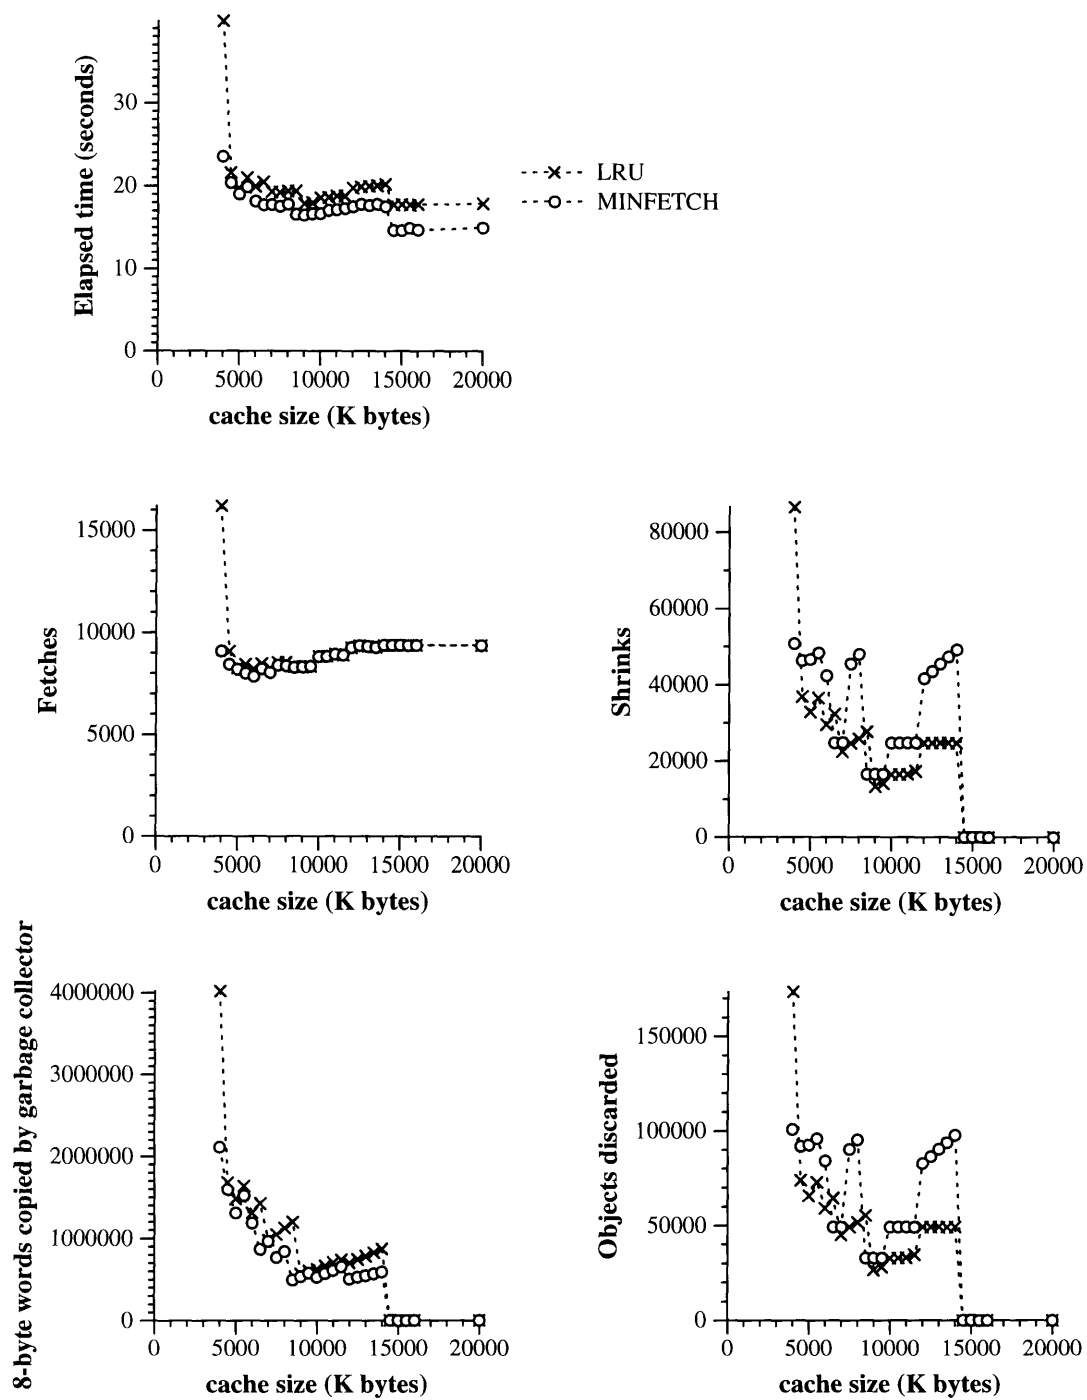 30
20
10
0
Elapsed time (seconds)
0 5000 10000 15000 20000
cache size (K bytes)
LRU
MINFETCH
15000
10000
5000
0
Fetches
0 5000 10000 15000 20000
cache size (K bytes)
80000
60000
40000
20000
0
Shrinks
0 5000 10000 15000 20000
cache size (K bytes)
4000000
3000000
2000000
1000000
0
8-byte words copied by garbage collector
0 5000 10000 15000 20000
cache size (K bytes)
150000
100000
50000
0
Objects discarded
0 5000 10000 15000 20000
cache size (K bytes)